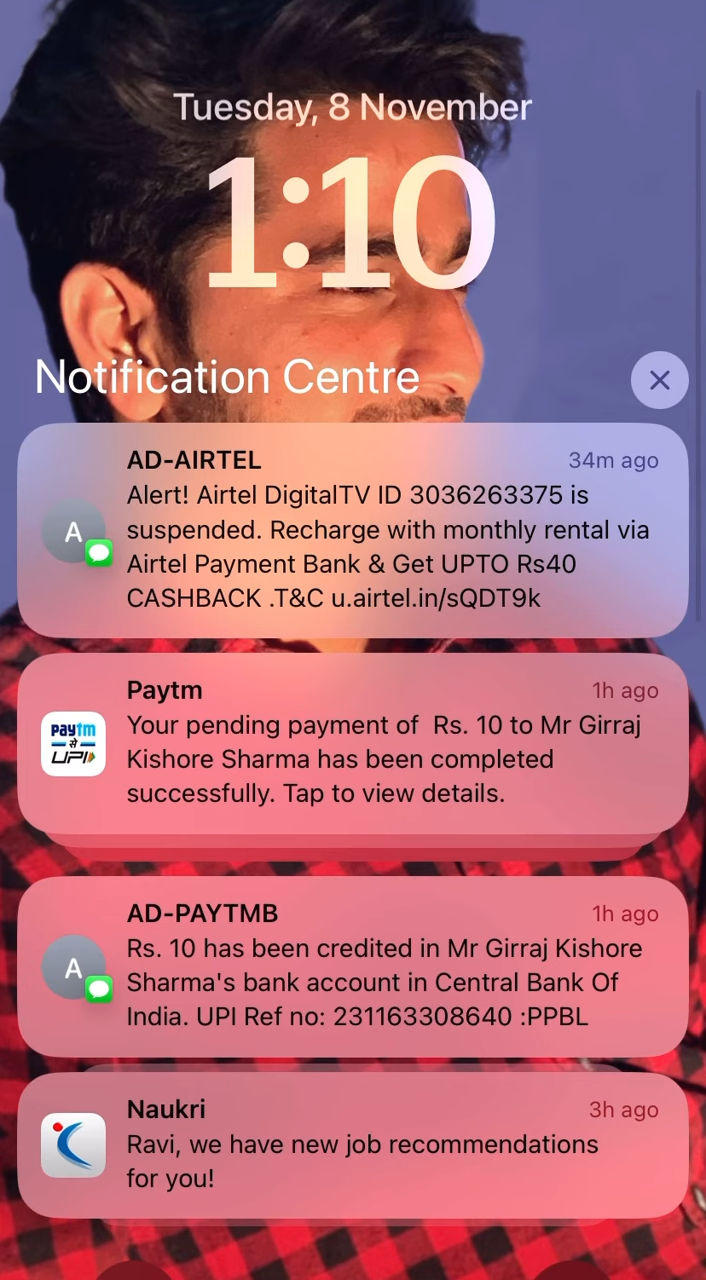 Tuesday, 8 November
1:10
Notification Centre
AD-AIRTEL 34m ago
Alert! Airtel DigitalTV ID 3036263375 is
suspended. Recharge with monthly rental via
Airtel Payment Bank & Get UPTO Rs40
CASHBACK .T&C u.airtel.in/sQDT9k
A
Paytm 1h ago
Your pending payment of  Rs. 10 to Mr Girraj
Kishore Sharma has been completed
successfully. Tap to view details.
paytm
से
UPI
AD-PAYTMB 1h ago
Rs. 10 has been credited in Mr Girraj Kishore
Sharma's bank account in Central Bank Of
India. UPI Ref no: 231163308640 :PPBL
A
Naukri 3h ago
Ravi, we have new job recommendations
for you!